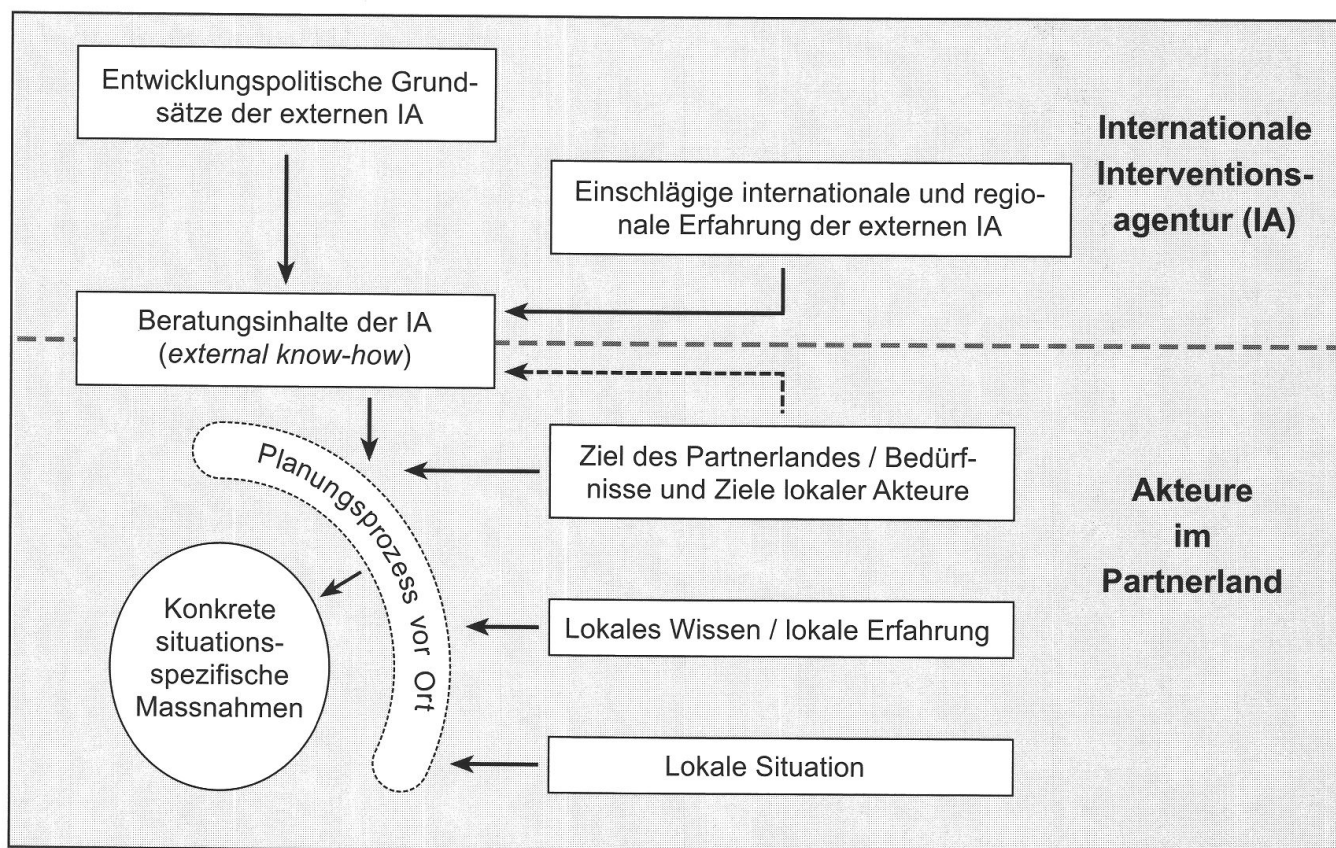 Entwicklungspolitische Grund-
sätze der externen IA
Internationale
Interventions-
agentur (IA)
Einschlägige internationale und regio-
nale Erfahrung der externen IA
Beratungsinhalte der IA
(external know-how)
Planungsprozess vor Ort
Ziel des Partnerlandes / Bedürf-
nisse und Ziele lokaler Akteure
Akteure
im
Partnerland
Konkrete
situations-
spezifische
Massnahmen
Lokales Wissen / lokale Erfahrung
Lokale Situation